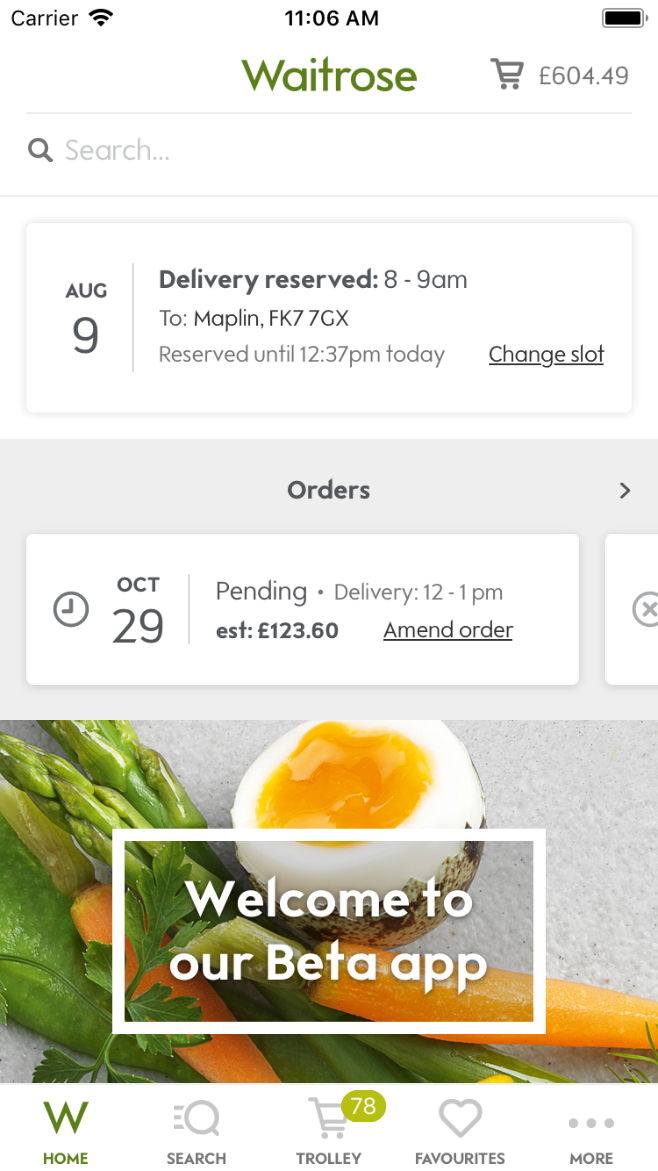 Carrier 11:06 AM
Waitrose £604.49
Search...
AUG
9
Delivery reserved: 8 - 9am
To: Maplin, FK7 7GX
Reserved until 12:37pm today Change slot
Orders
OCT
29
Pending • Delivery: 12 - 1 pm
est: £123.60 Amend order
Welcome to
our Beta app
78
W
HOME SEARCH TROLLEY FAVOURITES MORE